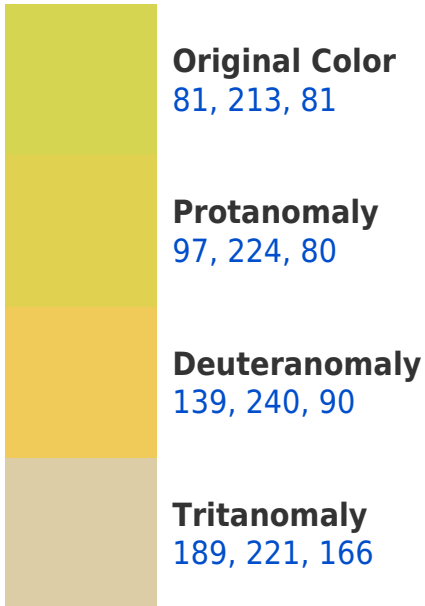 Original Color
81, 213, 81
Protanomaly
97, 224, 80
Deuteranomaly
139, 240, 90
Tritanomaly
189, 221, 166